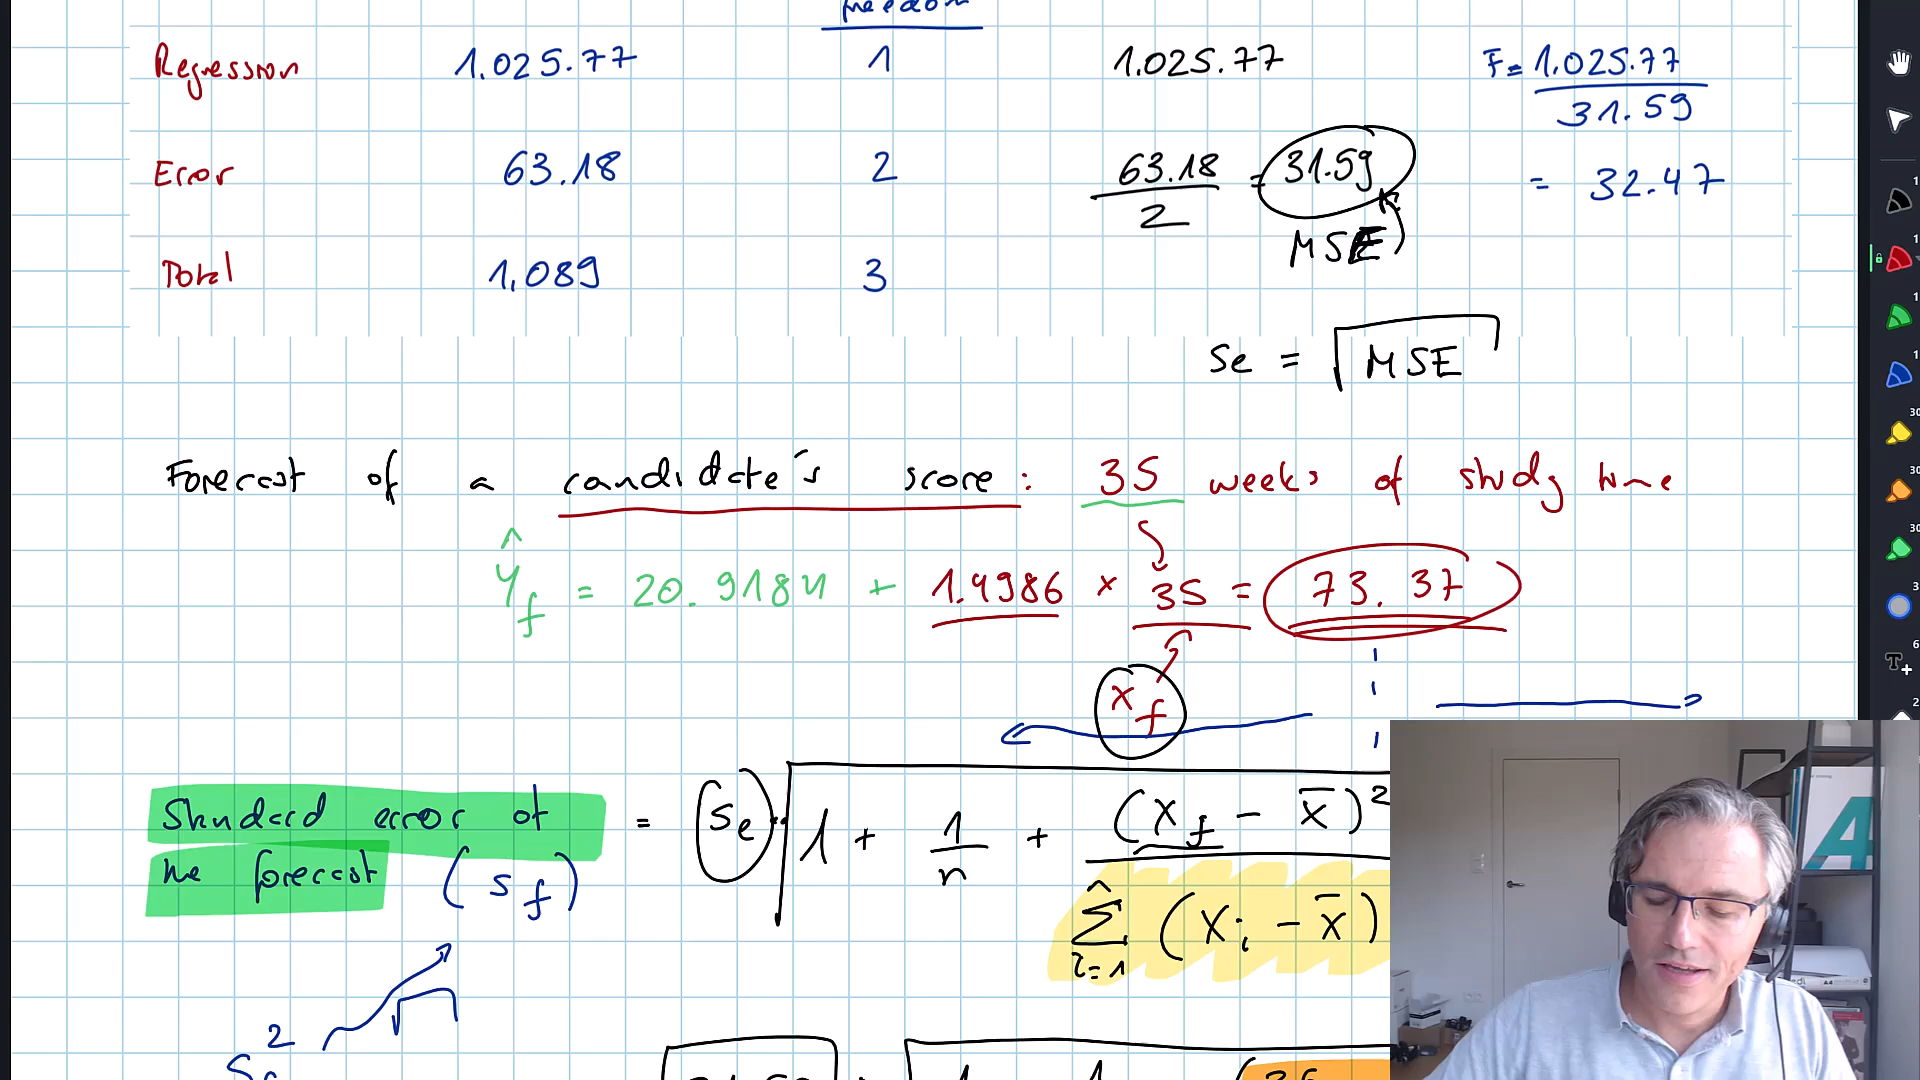 freedom
Regression 1.025.77 1 1.025.77 F = 1.025.77 / 31.59
Error 63.18 2 63.18 / 2 = 31.59 = 32.47
MSE
Total 1,089 3
Se = √MSE
Forecast of a candidate's score: 35 weeks of study time
ŷf = 20.9184 + 1.4986 × 35 = 73.37
xf
Standard error of the forecast (sf) = se · √ 1 + 1/n + (xf - x̄)² / Σ i=1 n (xi - x̄)
2